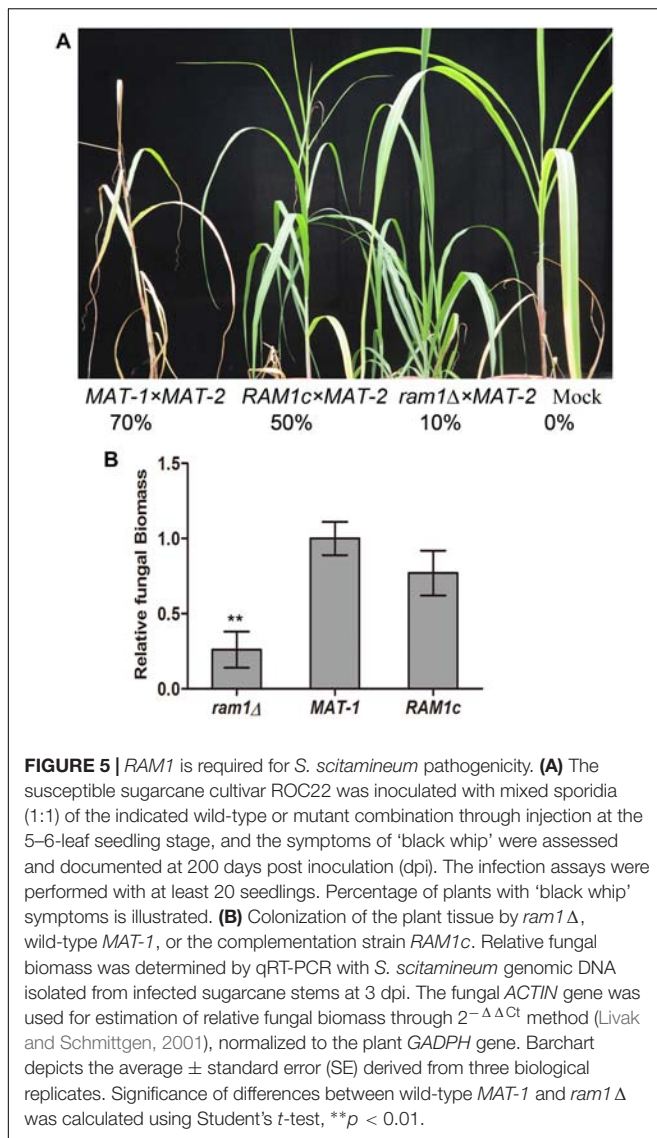 A
MAT-1×MAT-2 RAM1c×MAT-2 ram1Δ×MAT-2 Mock
70% 50% 10% 0%
B
Relative fungal Biomass
1.5
1.0
0.5
0.0
**
ram1Δ MAT-1 RAM1c
FIGURE 5 | RAM1 is required for S. scitamineum pathogenicity. (A) The
susceptible sugarcane cultivar ROC22 was inoculated with mixed sporidia
(1:1) of the indicated wild-type or mutant combination through injection at the
5–6-leaf seedling stage, and the symptoms of ‘black whip’ were assessed
and documented at 200 days post inoculation (dpi). The infection assays were
performed with at least 20 seedlings. Percentage of plants with ‘black whip’
symptoms is illustrated. (B) Colonization of the plant tissue by ram1Δ,
wild-type MAT-1, or the complementation strain RAM1c. Relative fungal
biomass was determined by qRT-PCR with S. scitamineum genomic DNA
isolated from infected sugarcane stems at 3 dpi. The fungal ACTIN gene was
used for estimation of relative fungal biomass through 2−ΔΔCt method (Livak
and Schmittgen, 2001), normalized to the plant GADPH gene. Barchart
depicts the average ± standard error (SE) derived from three biological
replicates. Significance of differences between wild-type MAT-1 and ram1Δ
was calculated using Student’s t-test, **p < 0.01.